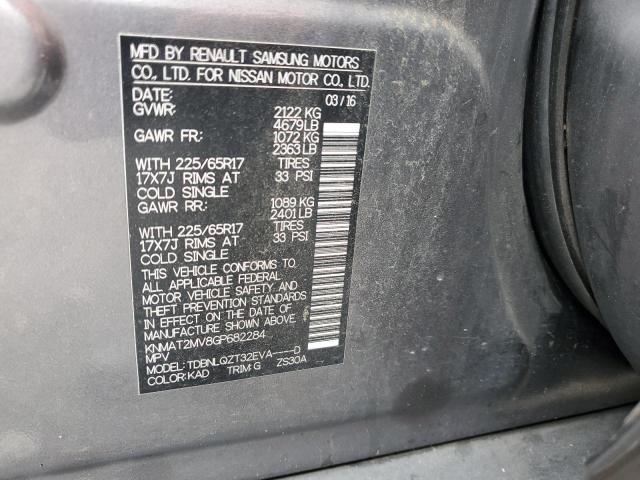 MFD BY RENAULT SAMSUNG MOTORS
CO., LTD. FOR NISSAN MOTOR CO., LTD.
DATE: 03/16
GVWR: 2122 KG
4679LB
GAWR FR: 1072 KG
2363LB
WITH 225/65R17 TIRES
17X7J RIMS AT 33 PSI
COLD SINGLE
GAWR RR: 1089 KG
2401LB
WITH 225/65R17 TIRES
17X7J RIMS AT 33 PSI
COLD SINGLE
THIS VEHICLE CONFORMS TO
ALL APPLICABLE FEDERAL
MOTOR VEHICLE SAFETY AND
THEFT PREVENTION STANDARDS
IN EFFECT ON THE DATE OF
MANUFACTURE SHOWN ABOVE.
KNMAT2MV8GP682284
MPV
MODEL: TDBNLQZT32EVA----D
COLOR: KAD TRIM: G ZS30A